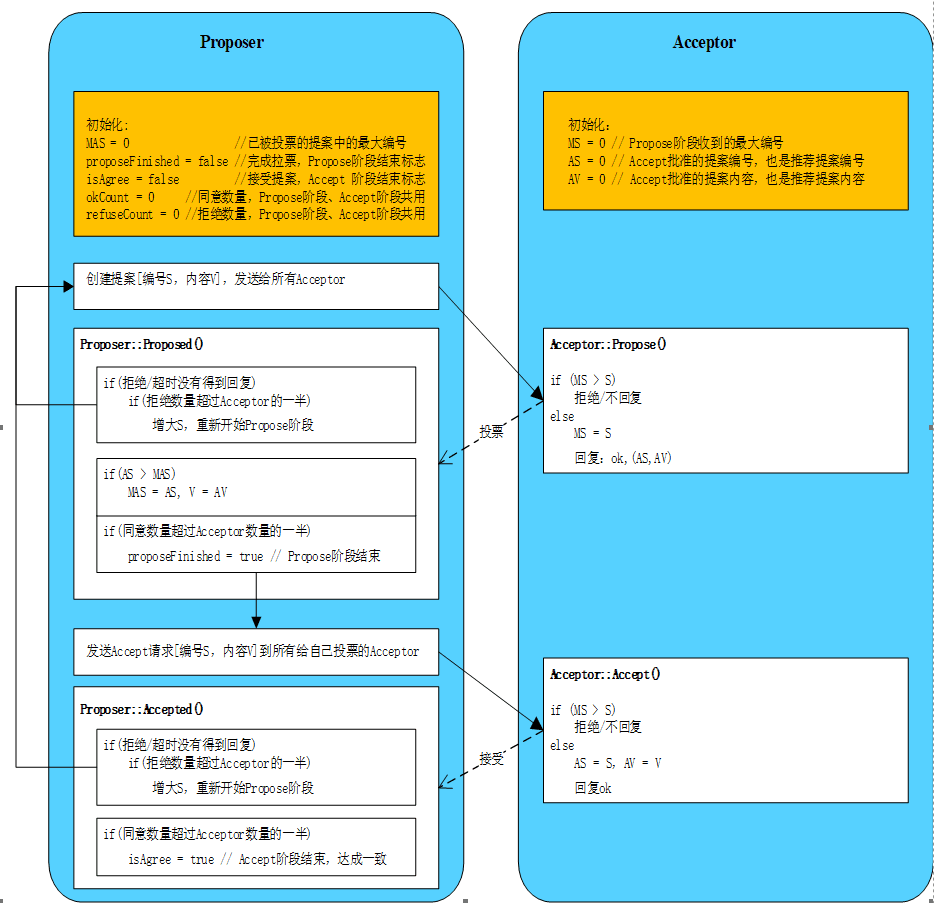 Proposer
初始化:
MAS = 0 //已被投票的提案中的最大编号
proposeFinished = false //完成拉票，Propose阶段结束标志
isAgree = false //接受提案，Accept 阶段结束标志
okCount = 0 //同意数量，Propose阶段、Accept阶段共用
refuseCount = 0 //拒绝数量，Propose阶段、Accept阶段共用
创建提案[编号S，内容V]，发送给所有Acceptor
Proposer::Proposed()
if(拒绝/超时没有得到回复)
if(拒绝数量超过Acceptor的一半)
增大S，重新开始Propose阶段
if(AS > MAS)
MAS = AS, V = AV
if(同意数量超过Acceptor数量的一半)
proposeFinished = true // Propose阶段结束
发送Accept请求[编号S，内容V]到所有给自己投票的Acceptor
Proposer::Accepted()
if(拒绝/超时没有得到回复)
if(拒绝数量超过Acceptor的一半)
增大S，重新开始Propose阶段
if(同意数量超过Acceptor数量的一半)
isAgree = true // Accept阶段结束，达成一致
投票
接受
Acceptor
初始化：
MS = 0 // Propose阶段收到的最大编号
AS = 0 // Accept批准的提案编号，也是推荐提案编号
AV = 0 // Accept批准的提案内容，也是推荐提案内容
Acceptor::Propose()
if (MS > S)
拒绝/不回复
else
MS = S
回复：ok,(AS,AV)
Acceptor::Accept()
if (MS > S)
拒绝/不回复
else
AS = S, AV = V
回复ok